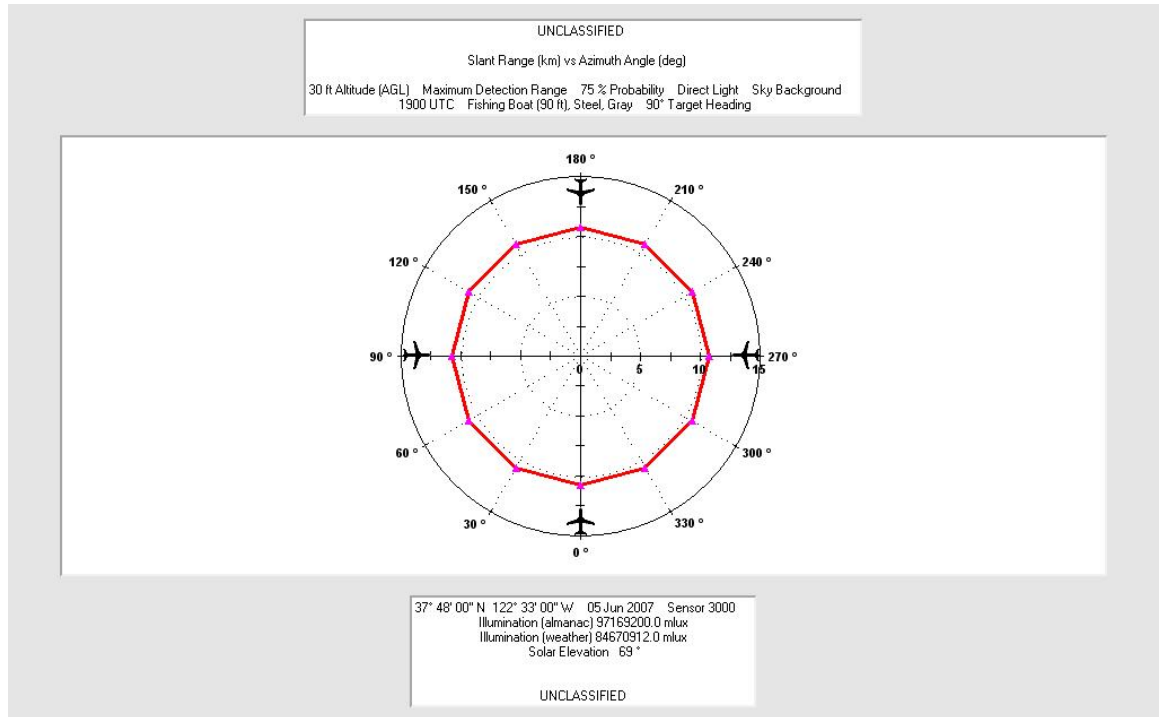 UNCLASSIFIED
Slant Range (km) vs Azimuth Angle (deg)
30 ft Altitude (AGL) Maximum Detection Range 75 % Probability Direct Light Sky Background
1900 UTC Fishing Boat (90 ft), Steel, Gray 90° Target Heading
180 °
150 °
210 °
120 °
240 °
90 °
270 °
0 5 10 15
60 °
300 °
30 °
330 °
0 °
37° 48' 00" N 122° 33' 00" W 05 Jun 2007 Sensor 3000
Illumination (almanac) 97169200.0 mlux
Illumination (weather) 84670912.0 mlux
Solar Elevation 69 °
UNCLASSIFIED